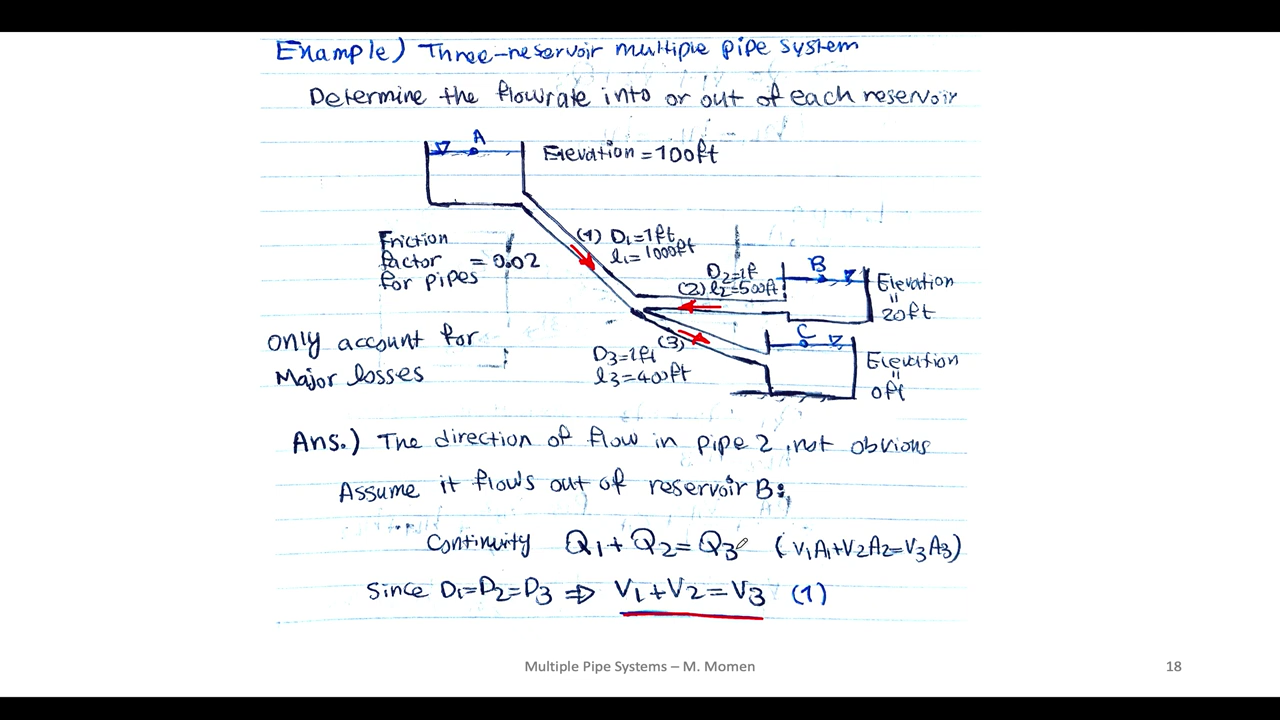 Example) Three-reservoir multiple pipe system
Determine the flowrate into or out of each reservoir
A
Elevation = 100ft
Friction
factor = 0.02
for pipes
(1) D1=1ft
l1=1000ft
D2=1f
(2) l2=500ft
B
Elevation
=
20ft
only account for
Major losses
(3)
D3=1ft
l3=400ft
C
Elevation
=
0ft
Ans.) The direction of flow in pipe 2, not obvious
Assume it flows out of reservoir B:
Continuity Q1+Q2=Q3 (V1A1+V2A2=V3A3)
Since D1=D2=D3 ⇒ V1+V2=V3 (1)
Multiple Pipe Systems – M. Momen
18